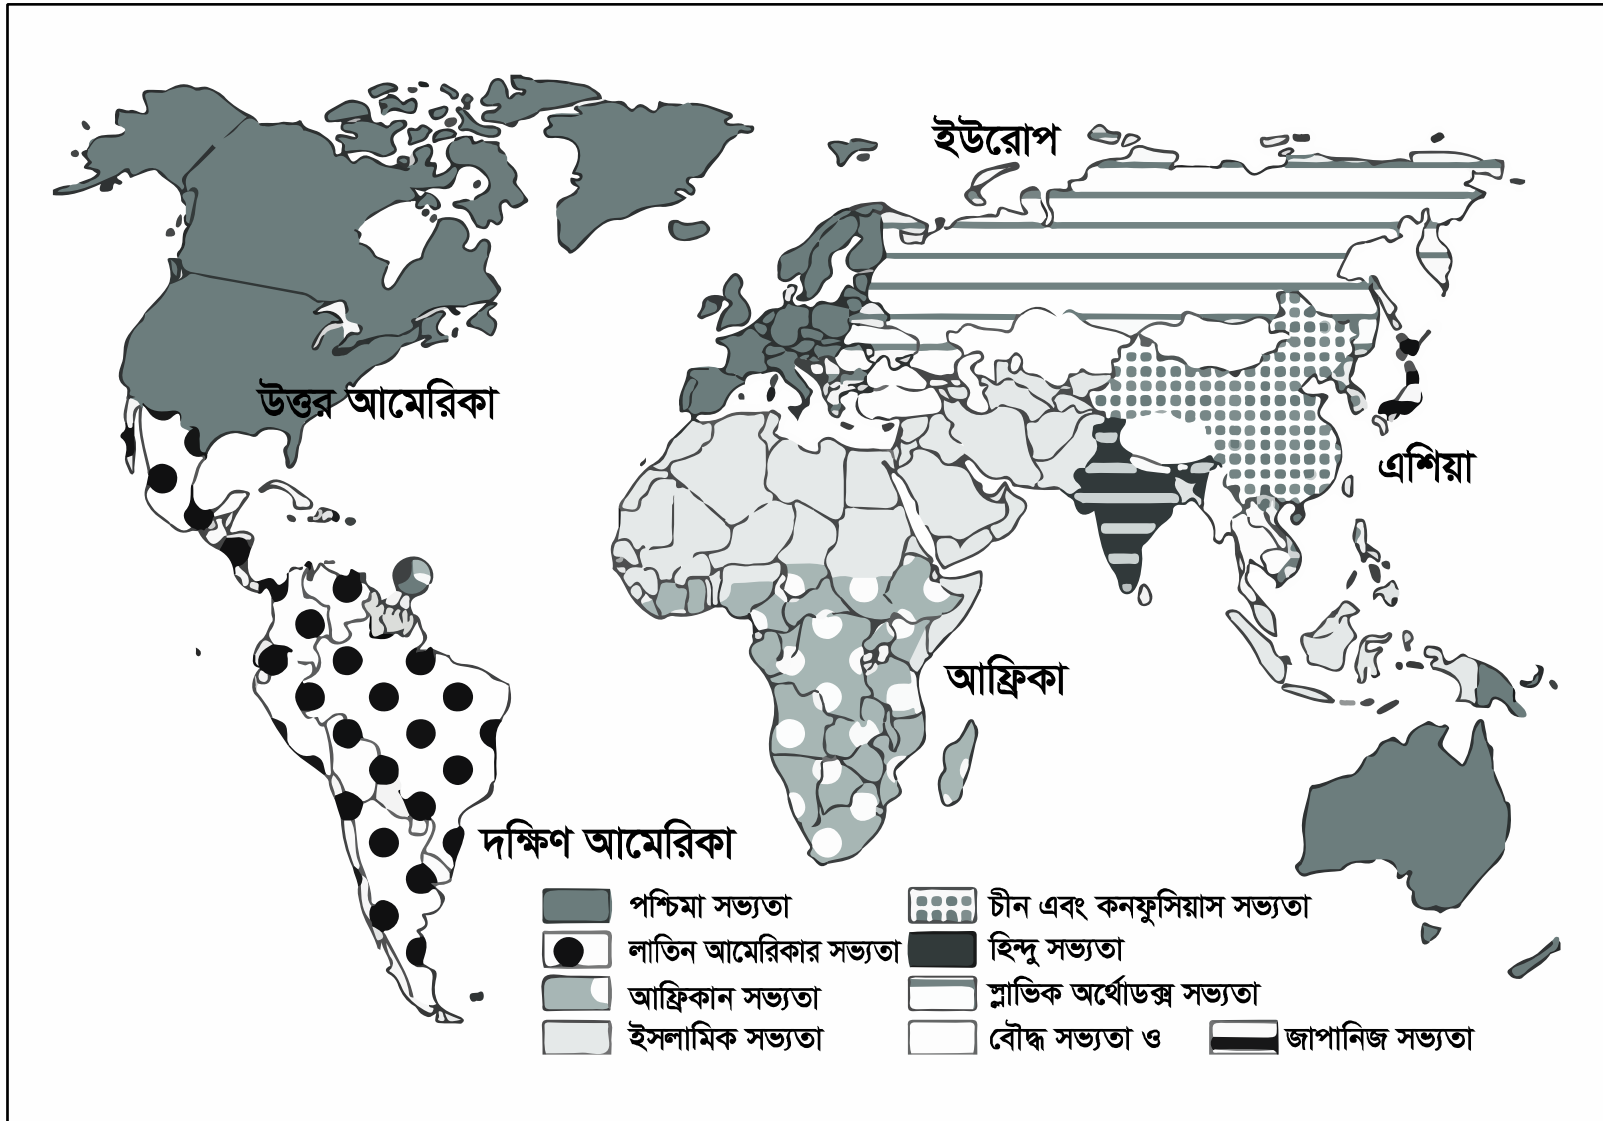 ইউরোপ
উত্তর আমেরিকা
এশিয়া
আফ্রিকা
দক্ষিণ আমেরিকা
পশ্চিমা সভ্যতা
চীন এবং কনফুসিয়াস সভ্যতা
লাতিন আমেরিকার সভ্যতা
হিন্দু সভ্যতা
আফ্রিকান সভ্যতা
স্লাভিক অর্থোডক্স সভ্যতা
ইসলামিক সভ্যতা
বৌদ্ধ সভ্যতা ও
জাপানিজ সভ্যতা